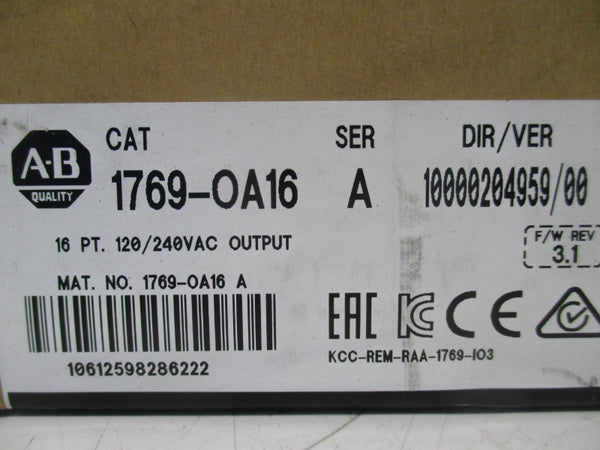 A-B
QUALITY
CAT SER DIR/VER
1769-OA16 A 10000204959/00
16 PT. 120/240VAC OUTPUT
F/W REV
3.1
MAT. NO. 1769-OA16 A
EAC KC CE
10612598286222
KCC-REM-RAA-1769-IO3